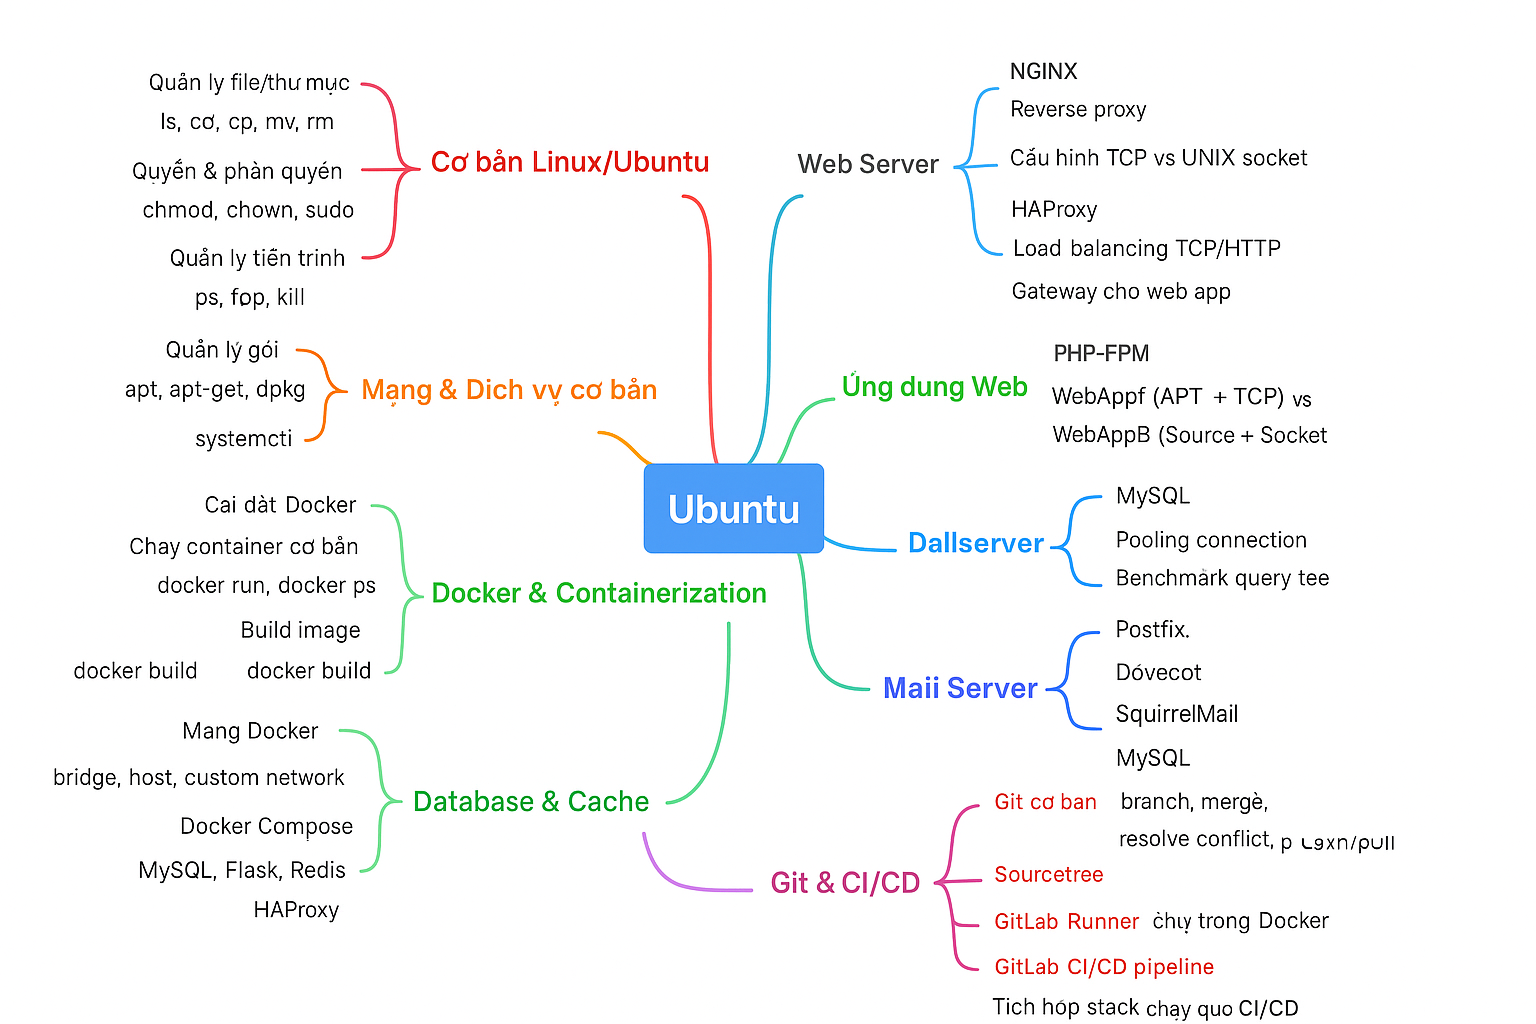 Ubuntu
Cơ bản Linux/Ubuntu
Quản ly file/thư mục
ls, cơ, cp, mv, rm
Quyền & phàn quyén
chmod, chown, sudo
Quản ly tiến trinh
ps, fop, kill
Mạng & Dich vy cơ bản
Quản lý gói
apt, apt-get, dpkg
systemcti
Docker & Containerization
Cai dàt Docker
Chay container cơ bản
docker run, docker ps
Build image
docker build docker build
Database & Cache
Mang Docker
bridge, host, custom network
Docker Compose
MySQL, Flask, Redis
HAProxy
Web Server
NGINX
Reverse proxy
Cấu hinh TCP vs UNIX socket
HAProxy
Load balancing TCP/HTTP
Gateway cho web app
Ứng dung Web
PHP-FPM
WebAppf (APT + TCP) vs
WebAppB (Source + Socket
Dallserver
MySQL
Pooling connection
Benchmàrk query tee
Maii Server
Postfix.
Dóvecot
SquirrelMail
MySQL
Git & CI/CD
Git cơ ban branch, mergè,
resolve conflict, p
Sourcetree
GitLab Runner trong Docker
GitLab CI/CD pipeline
Tich hóp stack chạy quo CI/CD